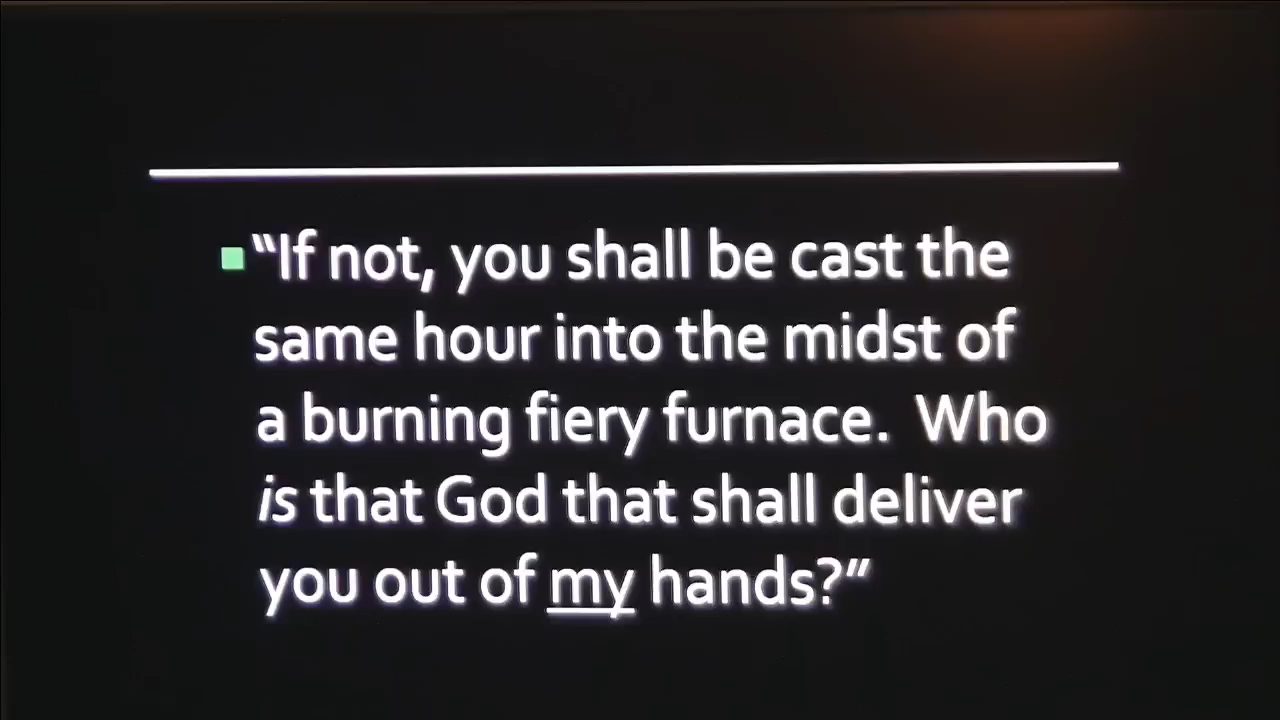 “If not, you shall be cast the
same hour into the midst of
a burning fiery furnace.  Who
is that God that shall deliver
you out of my hands?”